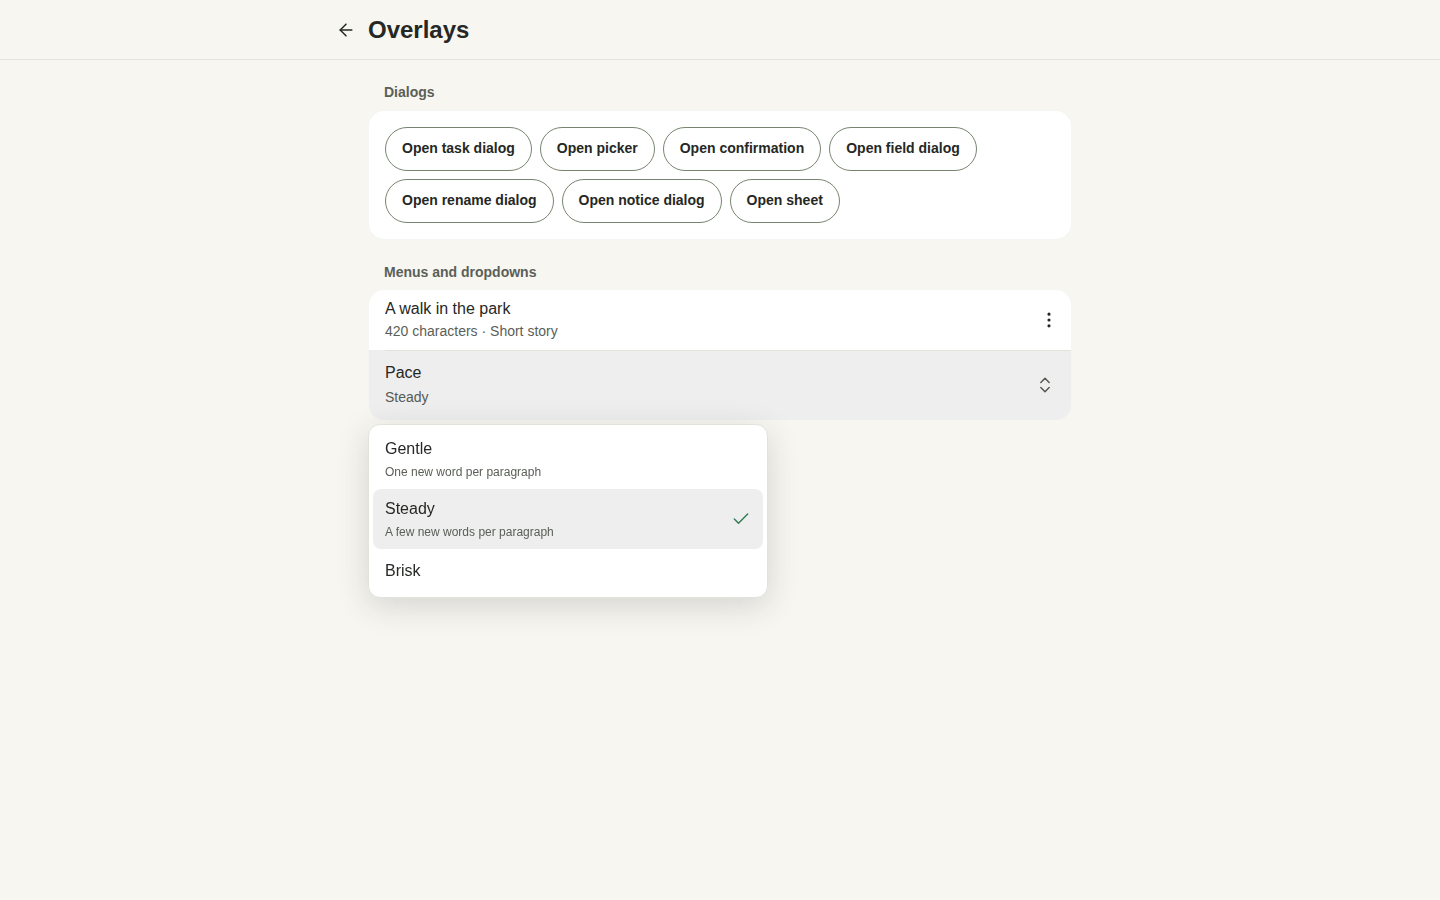 Overlays
Dialogs
Open task dialog
Open picker
Open confirmation
Open field dialog
Open rename dialog
Open notice dialog
Open sheet
Menus and dropdowns
A walk in the park
420 characters · Short story
Pace
Steady
Gentle
One new word per paragraph
Steady
A few new words per paragraph
Brisk